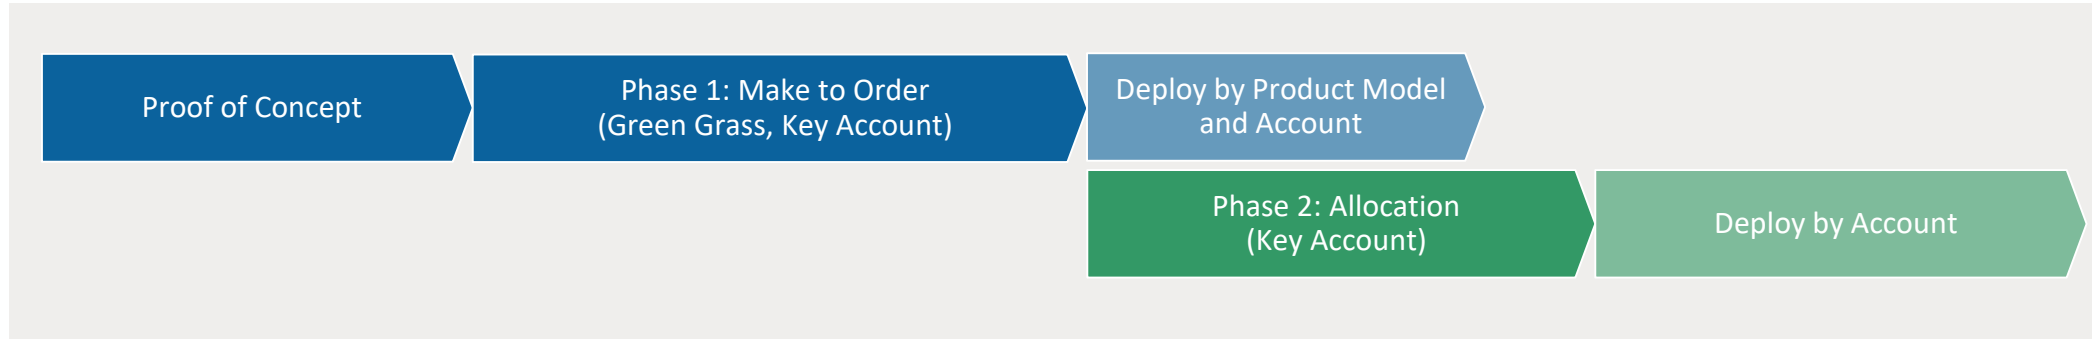 Proof of Concept
Phase 1: Make to Order
(Green Grass, Key Account)
Deploy by Product Model
and Account
Phase 2: Allocation
(Key Account)
Deploy by Account